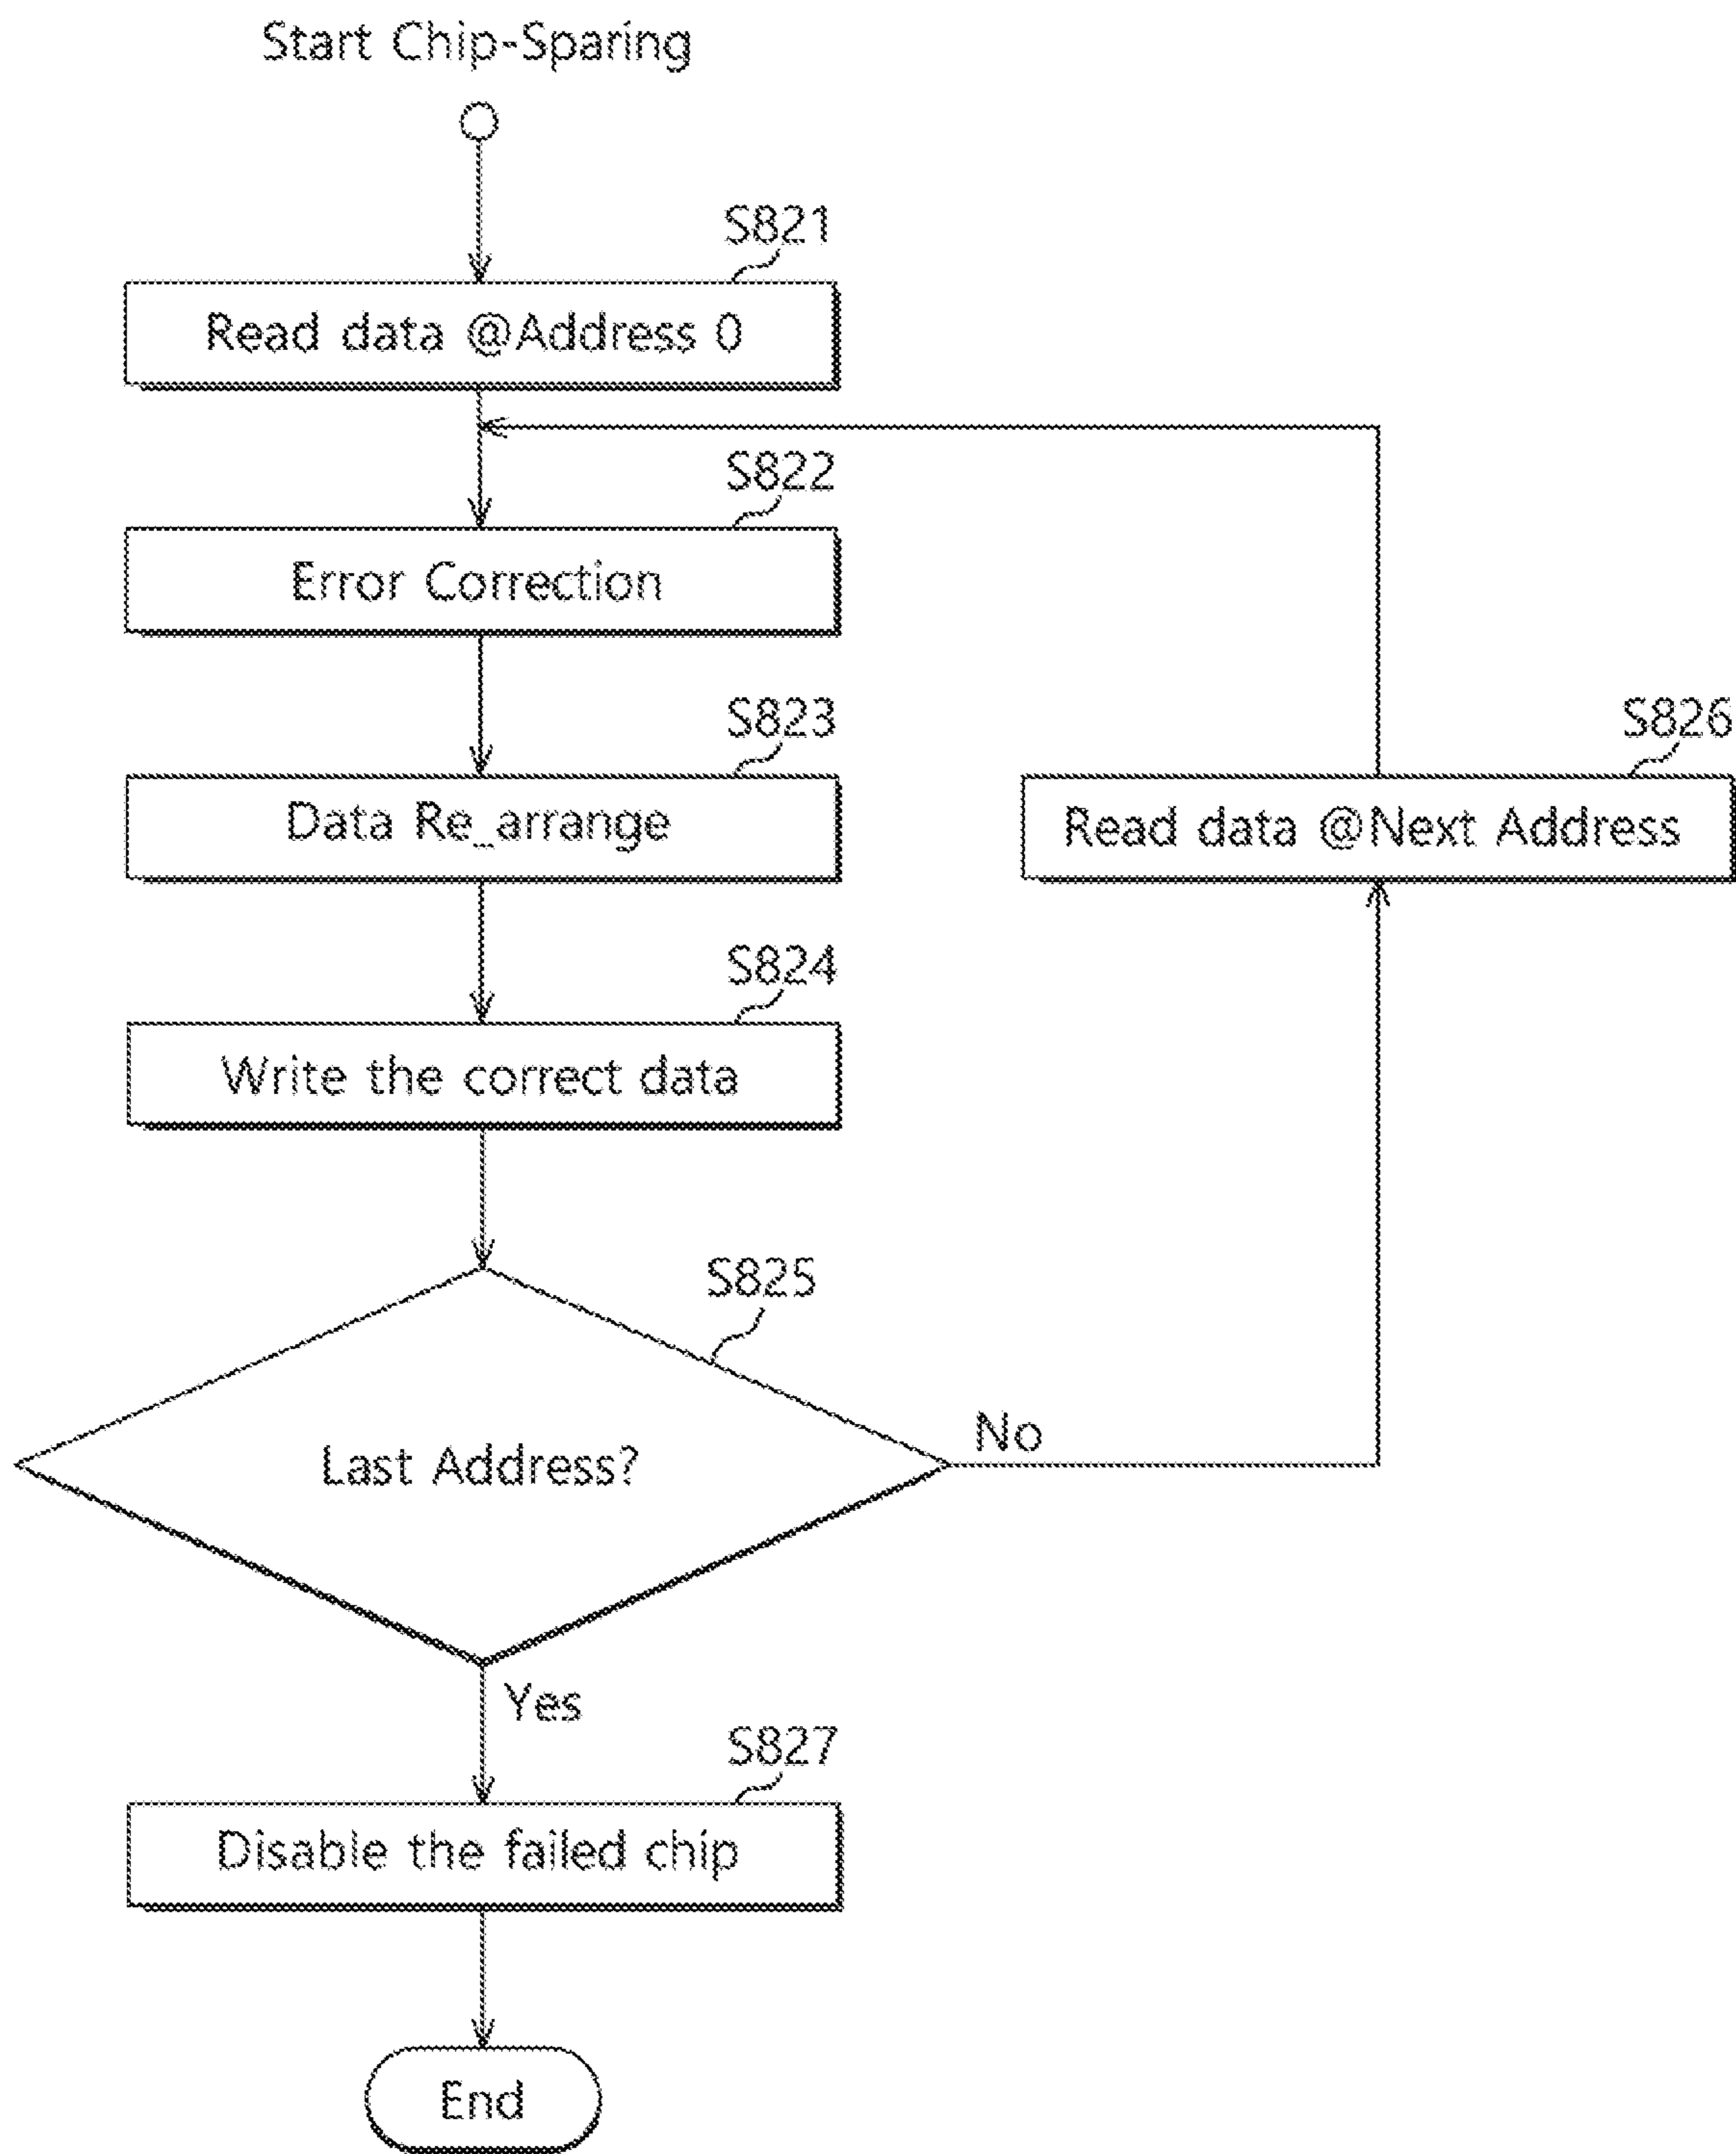 Start Chip-Sparing
S821
Read data @Address 0
S822
Error Correction
S823
Data Re_arrange
S826
Read data @Next Address
S824
Write the correct data
S825
Last Address?
No
Yes
S827
Disable the failed chip
End